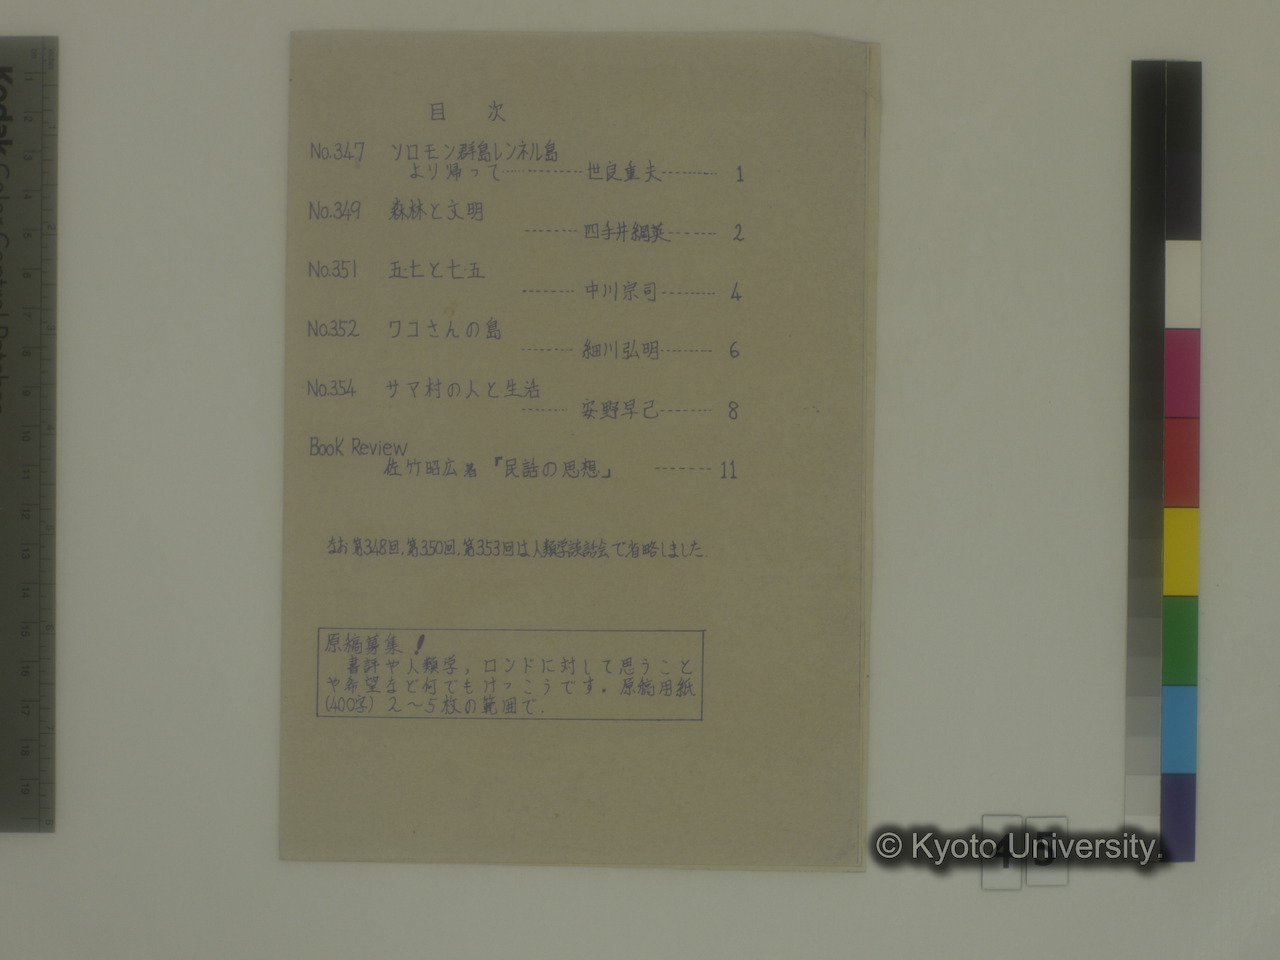 目 次
No.347 ソロモン群島レンネル島
より帰って ---------- 世良重夫 ------- 1
No.349 森林と文明
------- 四手井綱英 ------ 2
No.351 五・七と七・五
------- 中川宗司 ------- 4
No.352 ワコさんの島
------- 細川弘明 ------- 6
No.354 サマ村の人と生活
------ 安野早己 ------- 8
Book Review
佐竹昭広著『民話の思想』 ------- 11
なお第348回,第350回,第353回は人類学談話会で省略しました.
原稿募集!
書評や人類学,ロンドに対して思うこと
や希望など何でもけっこうです。原稿用紙
(400字) 2〜5枚の範囲で.
Kodak Color Control Patches
© Kyoto University.
4 5